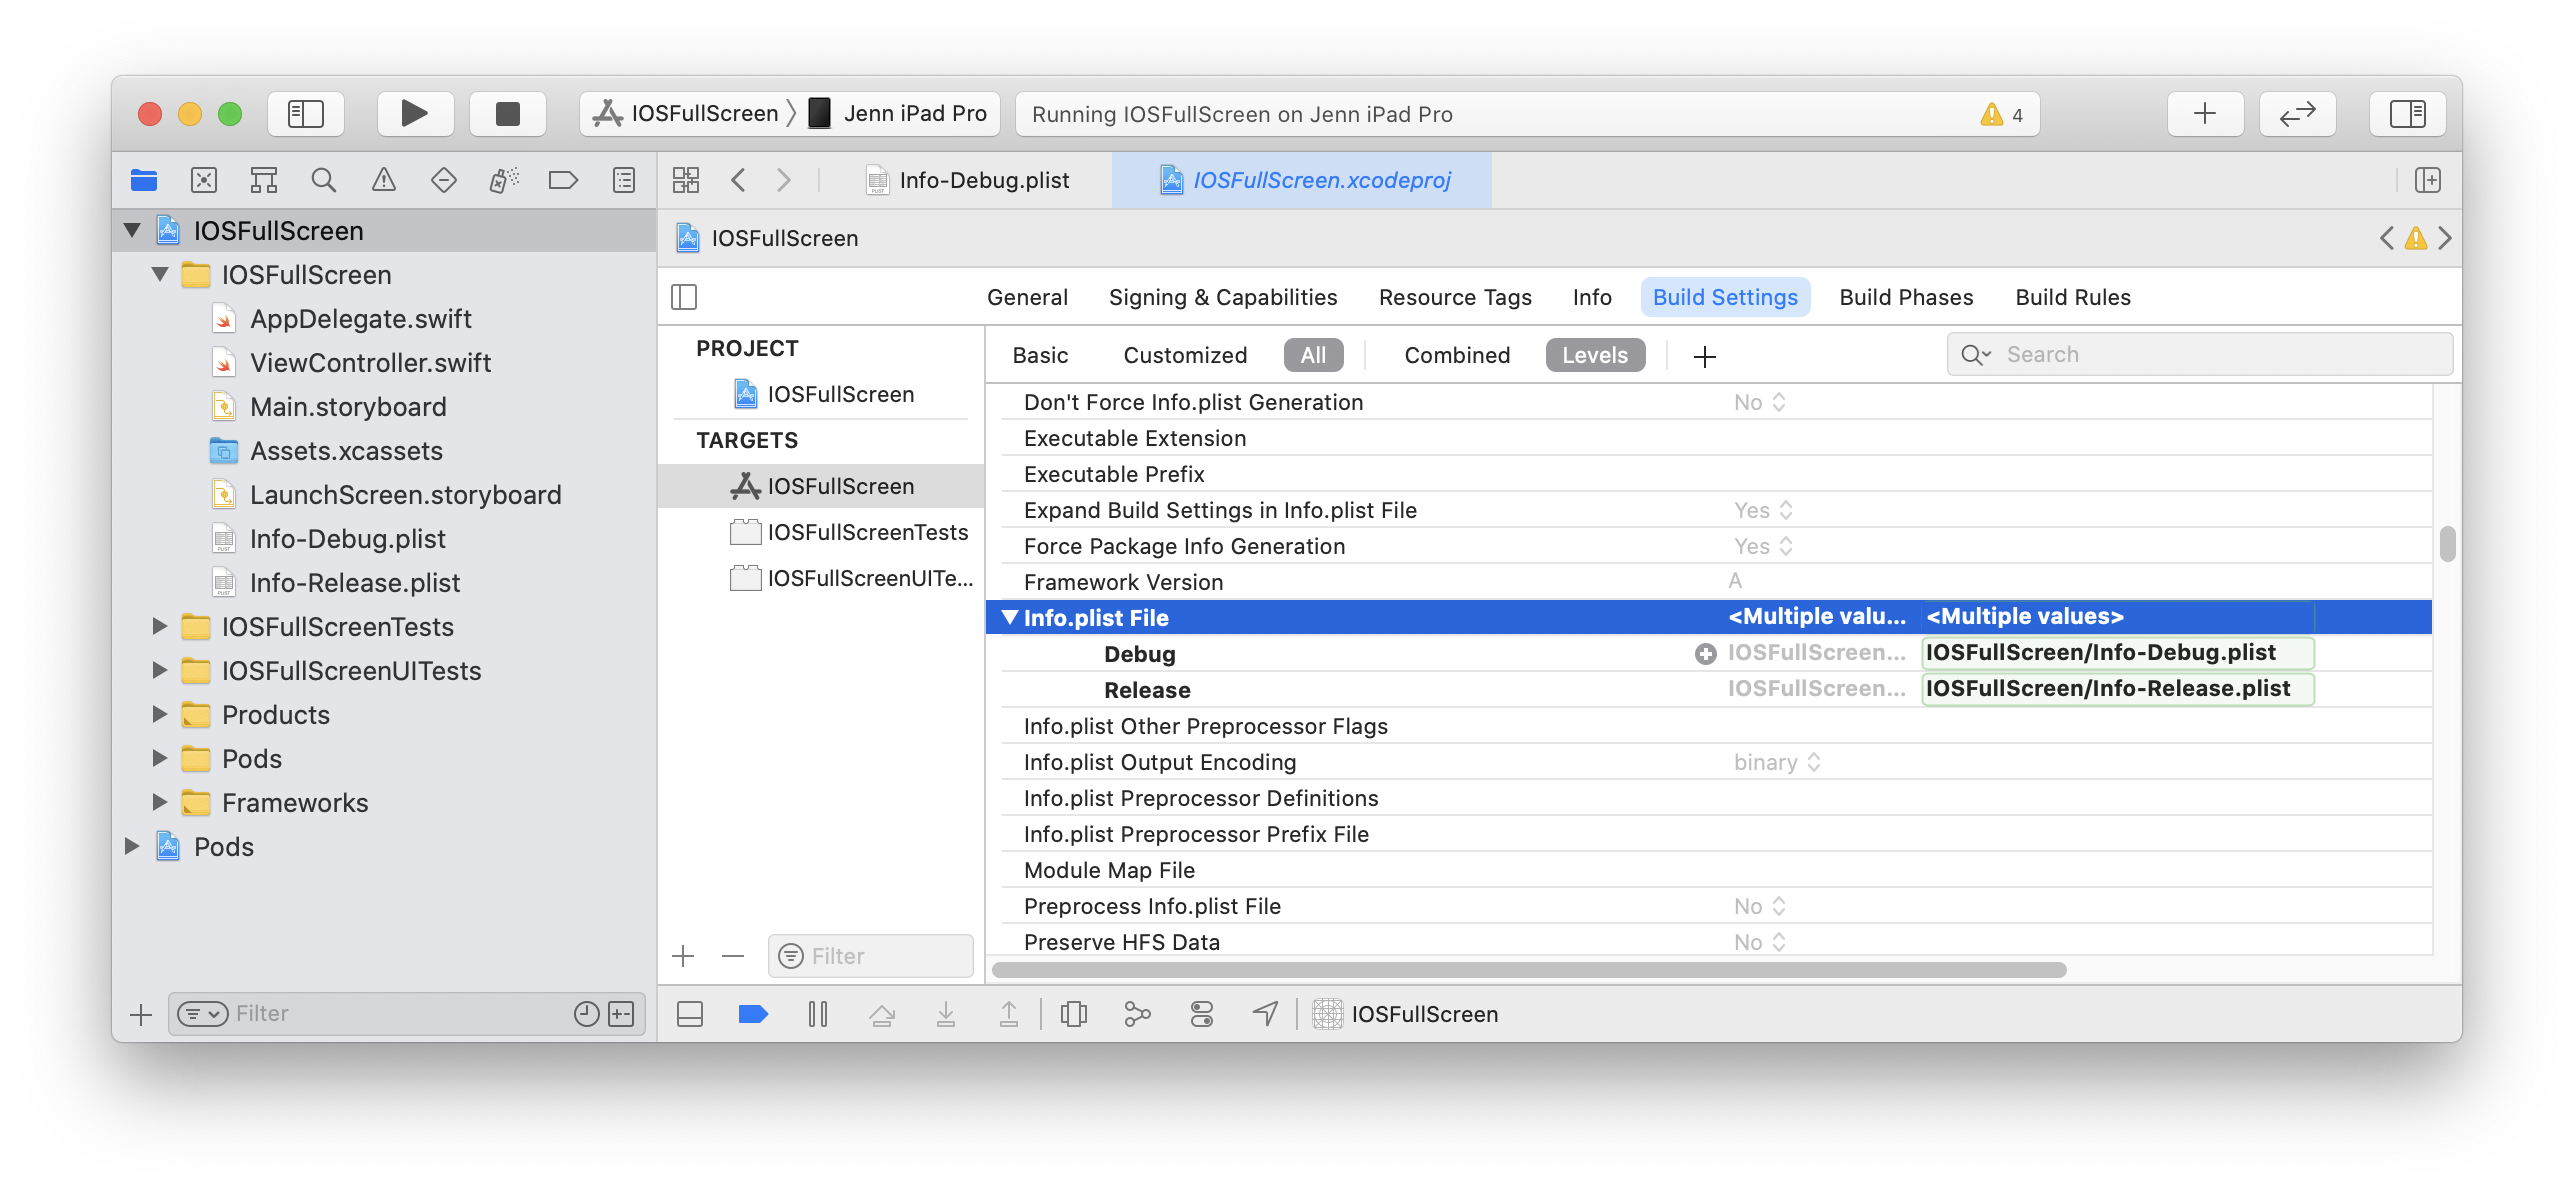 IOSFullScreen 〉 Jenn iPad Pro
Running IOSFullScreen on Jenn iPad Pro
4
Info-Debug.plist
IOSFullScreen.xcodeproj
IOSFullScreen
IOSFullScreen
AppDelegate.swift
ViewController.swift
Main.storyboard
Assets.xcassets
LaunchScreen.storyboard
Info-Debug.plist
Info-Release.plist
IOSFullScreenTests
IOSFullScreenUITests
Products
Pods
Frameworks
Pods
Filter
IOSFullScreen
General
Signing & Capabilities
Resource Tags
Info
Build Settings
Build Phases
Build Rules
PROJECT
IOSFullScreen
TARGETS
IOSFullScreen
IOSFullScreenTests
IOSFullScreenUITe...
Filter
Basic
Customized
All
Combined
Levels
Search
Don't Force Info.plist Generation No
Executable Extension
Executable Prefix
Expand Build Settings in Info.plist File Yes
Force Package Info Generation Yes
Framework Version A
Info.plist File <Multiple valu... <Multiple values>
Debug IOSFullScreen... IOSFullScreen/Info-Debug.plist
Release IOSFullScreen... IOSFullScreen/Info-Release.plist
Info.plist Other Preprocessor Flags
Info.plist Output Encoding binary
Info.plist Preprocessor Definitions
Info.plist Preprocessor Prefix File
Module Map File
Preprocess Info.plist File No
Preserve HFS Data No
IOSFullScreen